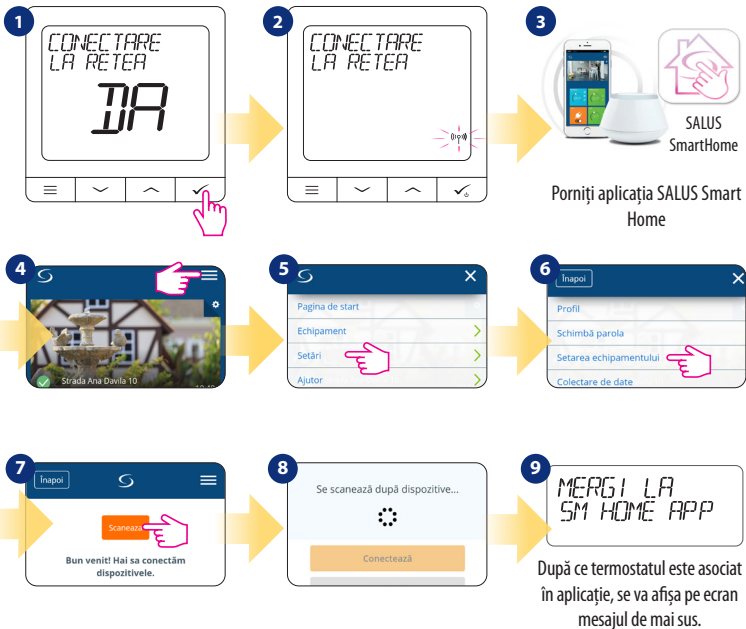 1
CONECTARE
LA RETEA
DA
2
CONECTARE
LA RETEA
3
SALUS
SmartHome
Porniți aplicația SALUS Smart
Home
4
Strada Ana Davila 10
5
Pagina de start
Echipament
Setări
Ajutor
6
Înapoi
Profil
Schimbă parola
Setarea echipamentului
Colectare de date
7
Înapoi
Scanează
Bun venit! Hai sa conectăm
dispozitivele.
8
Se scanează după dispozitive...
Conectează
9
MERGI LA
SM HOME APP
După ce termostatul este asociat
în aplicație, se va afișa pe ecran
mesajul de mai sus.